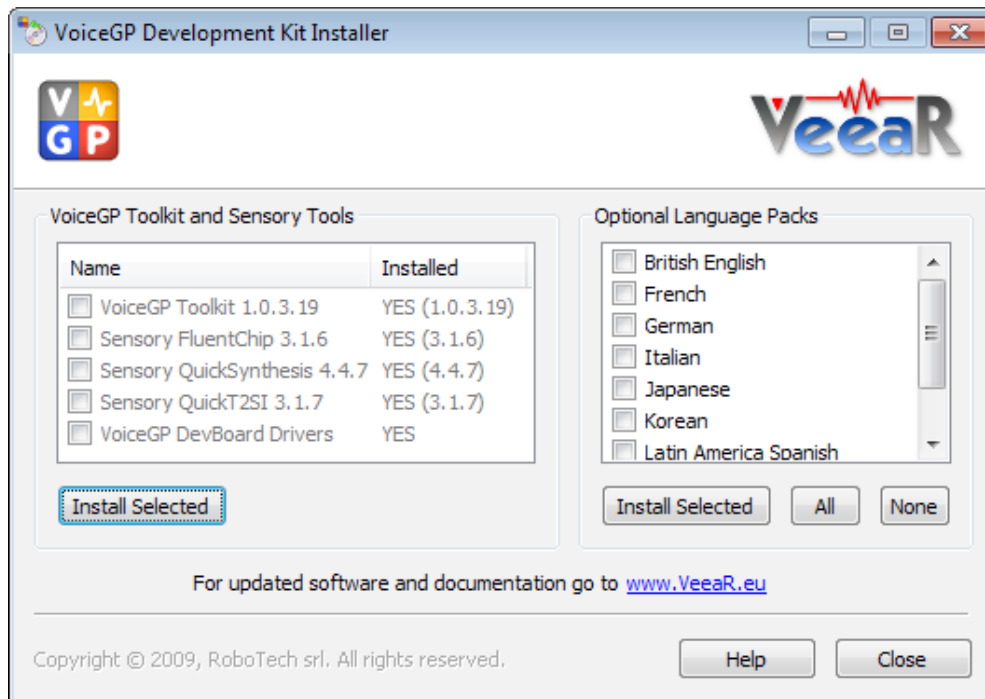 VoiceGP Development Kit Installer
V
GP
VeeaR
VoiceGP Toolkit and Sensory Tools
Name Installed
VoiceGP Toolkit 1.0.3.19 YES (1.0.3.19)
Sensory FluentChip 3.1.6 YES (3.1.6)
Sensory QuickSynthesis 4.4.7 YES (4.4.7)
Sensory QuickT2SI 3.1.7 YES (3.1.7)
VoiceGP DevBoard Drivers YES
Install Selected
Optional Language Packs
British English
French
German
Italian
Japanese
Korean
Latin America Spanish
Install Selected All None
For updated software and documentation go to www.VeeaR.eu
Copyright © 2009, RoboTech srl. All rights reserved.
Help Close